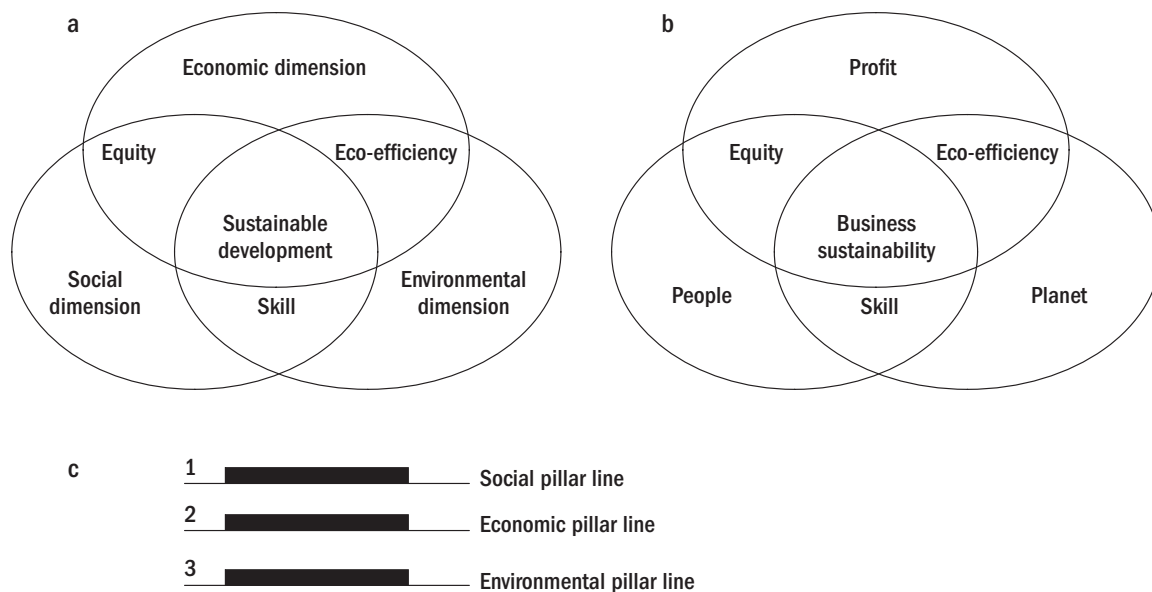 a
Economic dimension
Equity
Eco-efficiency
Sustainable
development
Social
dimension
Skill
Environmental
dimension
b
Profit
Equity
Eco-efficiency
Business
sustainability
People
Skill
Planet
c
1
Social pillar line
2
Economic pillar line
3
Environmental pillar line